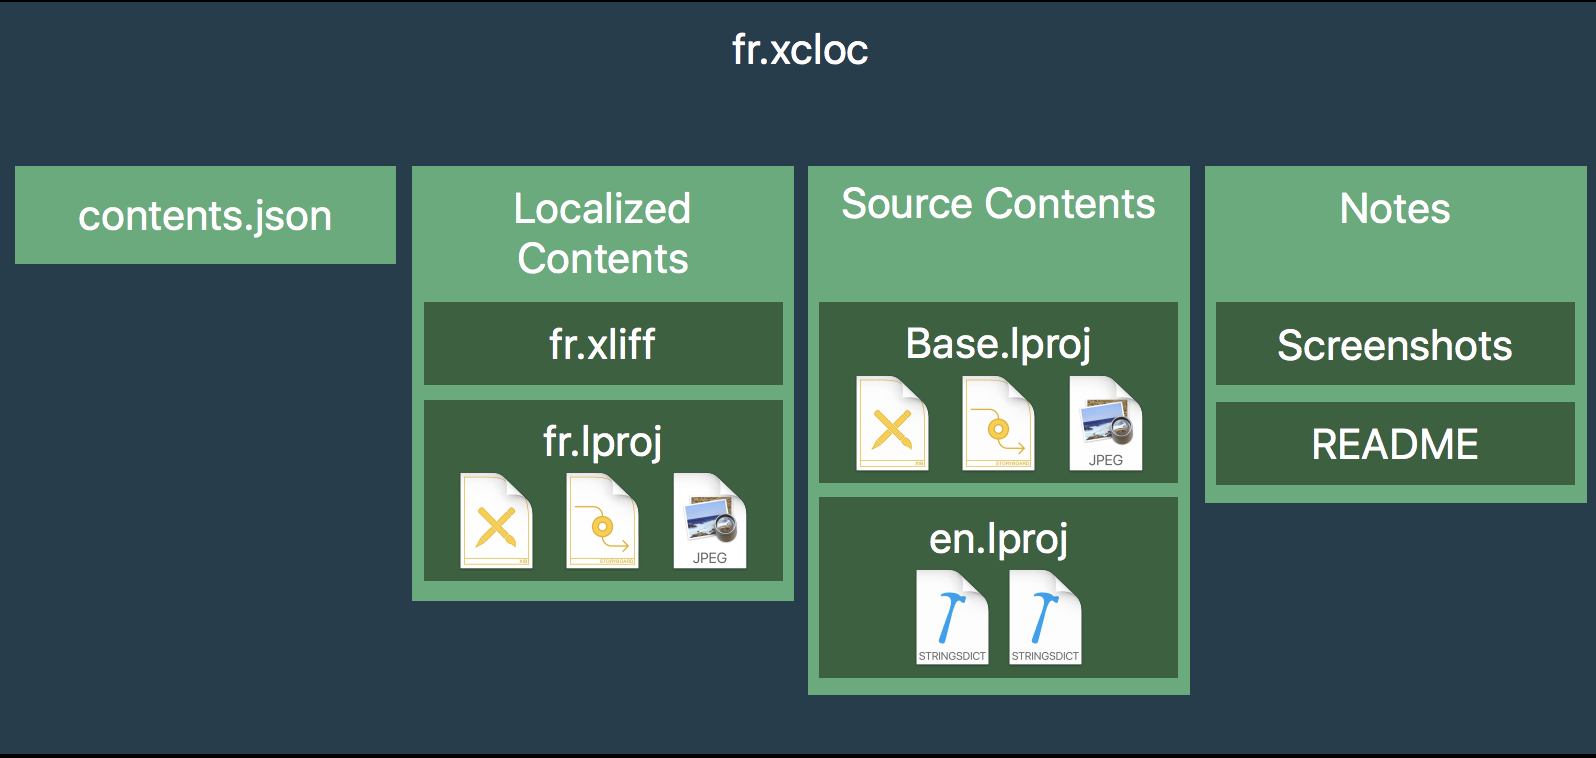 fr.xcloc
contents.json
Localized
Contents
fr.xliff
fr.lproj
XIB
STORYBOARD
JPEG
Source Contents
Base.lproj
XIB
STORYBOARD
JPEG
en.lproj
STRINGSDICT
STRINGSDICT
Notes
Screenshots
README